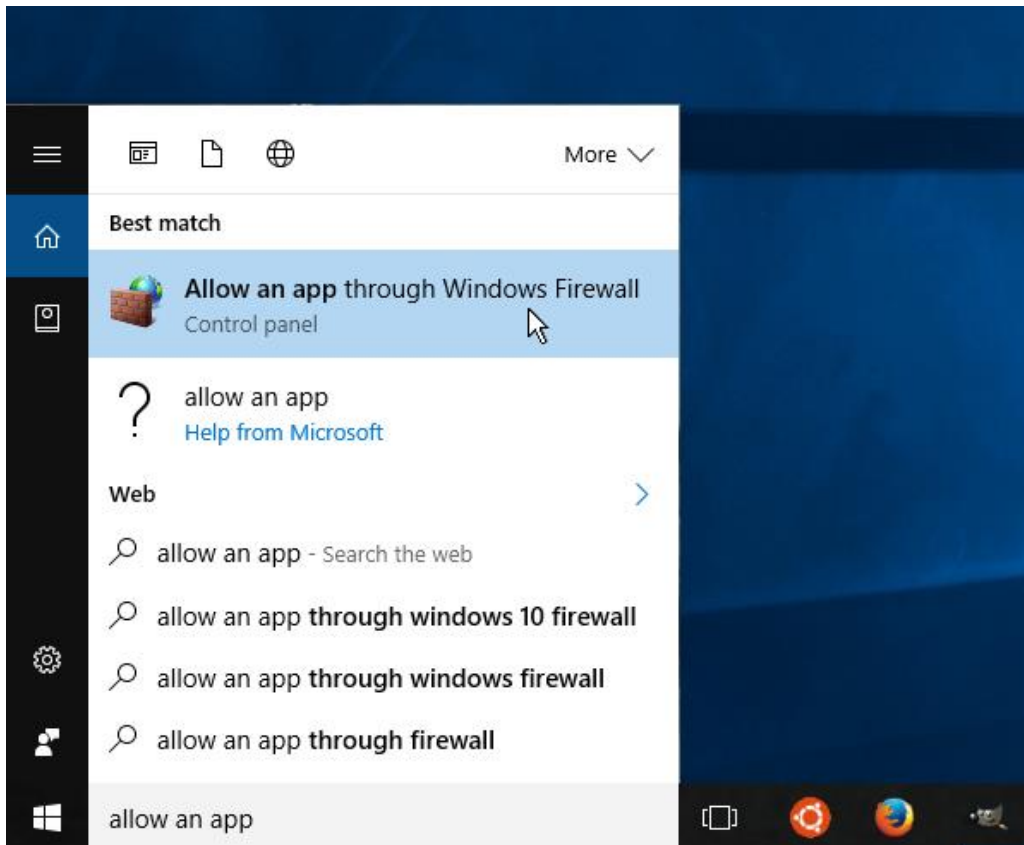 More
Best match
Allow an app through Windows Firewall
Control panel
allow an app
Help from Microsoft
Web
allow an app - Search the web
allow an app through windows 10 firewall
allow an app through windows firewall
allow an app through firewall
allow an app